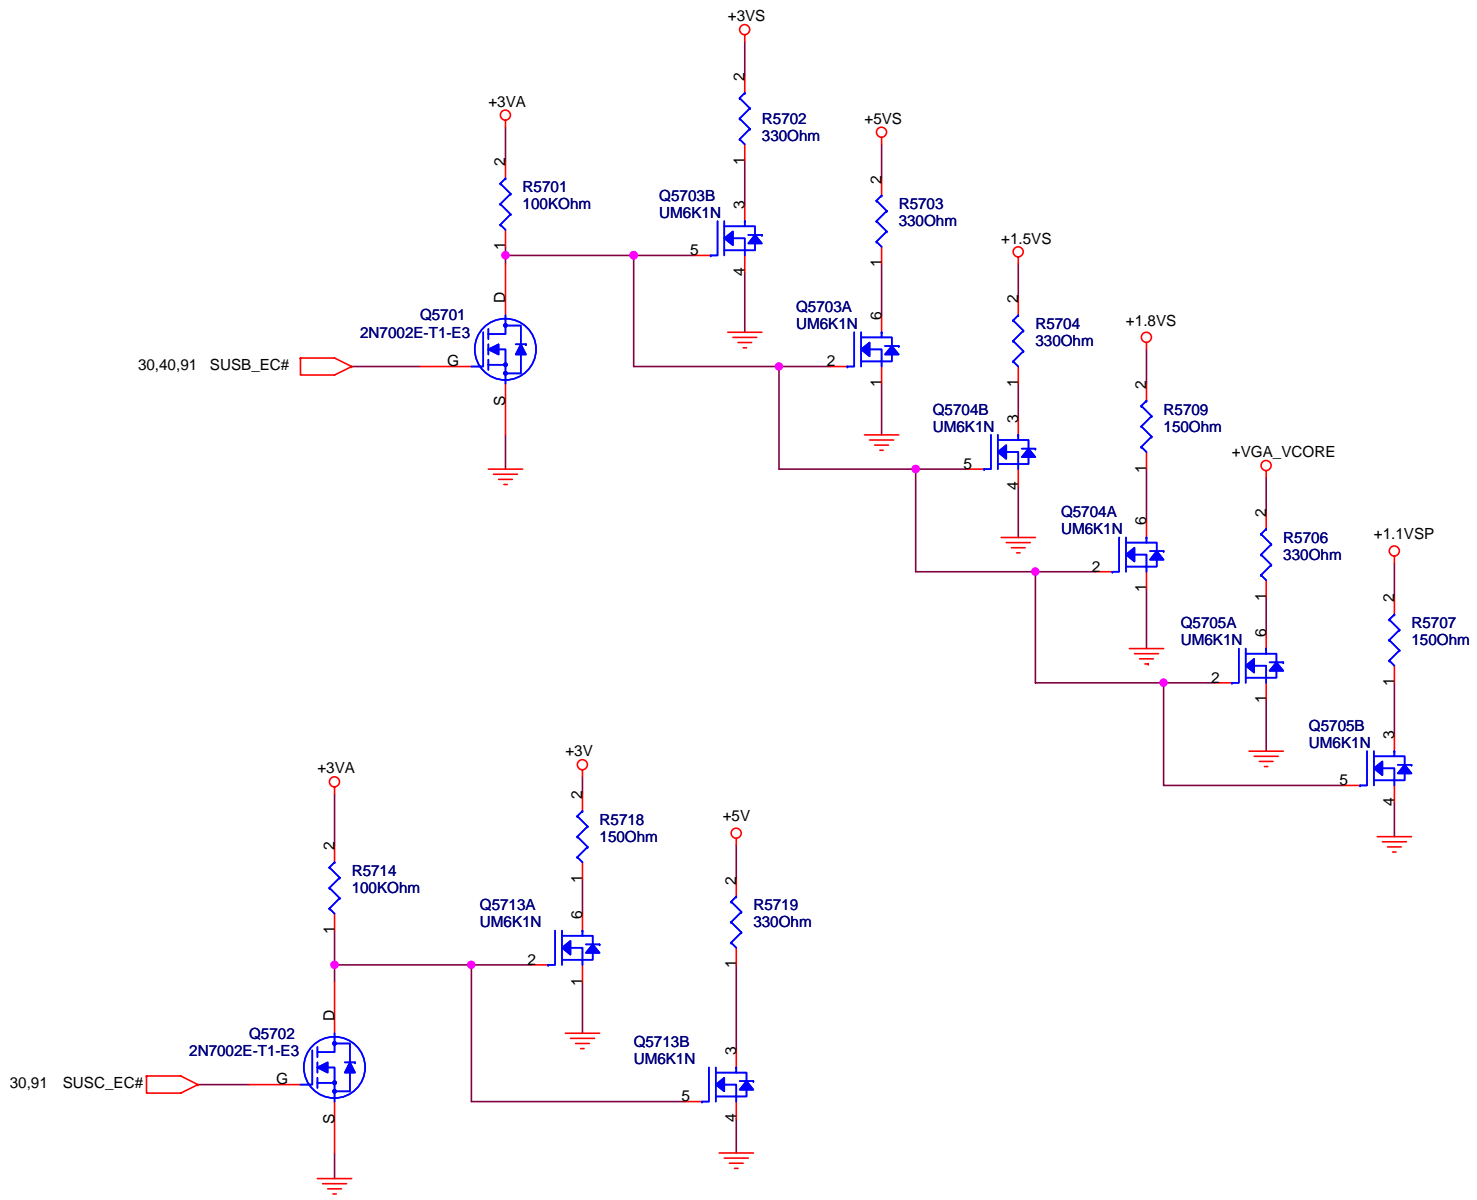 +3VS
2
R5702
330Ohm
1
Q5703B
UM6K1N
3
5
4
+3VA
2
R5701
100KOhm
1
Q5701
2N7002E-T1-E3
D
G
S
30,40,91 SUSB_EC#
+5VS
2
R5703
330Ohm
1
Q5703A
UM6K1N
6
2
1
+1.5VS
2
R5704
330Ohm
1
Q5704B
UM6K1N
3
5
4
+1.8VS
2
R5709
150Ohm
1
Q5704A
UM6K1N
6
2
1
+VGA_VCORE
2
R5706
330Ohm
1
Q5705A
UM6K1N
6
2
1
+1.1VSP
2
R5707
150Ohm
1
Q5705B
UM6K1N
3
5
4
+3VA
2
R5714
100KOhm
1
Q5702
2N7002E-T1-E3
D
G
S
30,91 SUSC_EC#
+3V
2
R5718
150Ohm
1
Q5713A
UM6K1N
6
2
1
+5V
2
R5719
330Ohm
1
Q5713B
UM6K1N
3
5
4